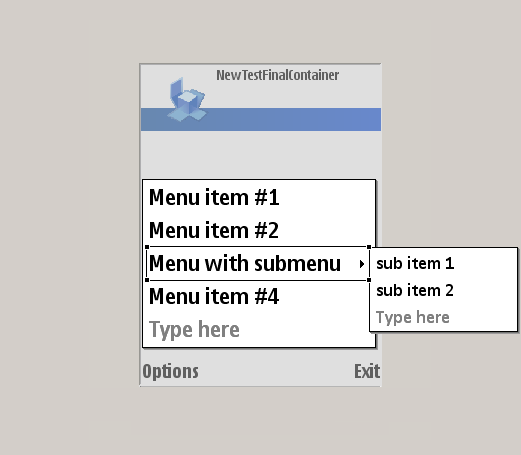 NewTestFinalContainer
Menu item #1
Menu item #2
Menu with submenu
sub item 1
sub item 2
Type here
Menu item #4
Type here
Options
Exit